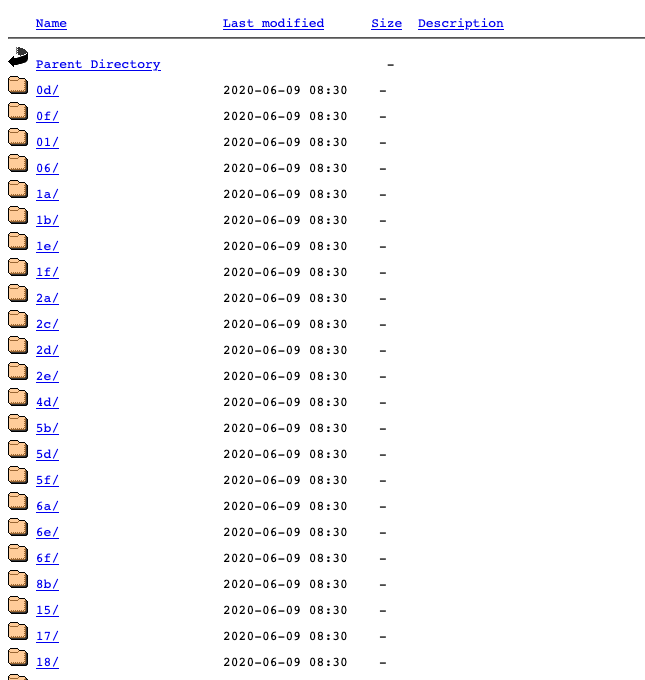 Name Last modified Size Description
Parent Directory -
0d/ 2020-06-09 08:30 -
0f/ 2020-06-09 08:30 -
01/ 2020-06-09 08:30 -
06/ 2020-06-09 08:30 -
1a/ 2020-06-09 08:30 -
1b/ 2020-06-09 08:30 -
1e/ 2020-06-09 08:30 -
1f/ 2020-06-09 08:30 -
2a/ 2020-06-09 08:30 -
2c/ 2020-06-09 08:30 -
2d/ 2020-06-09 08:30 -
2e/ 2020-06-09 08:30 -
4d/ 2020-06-09 08:30 -
5b/ 2020-06-09 08:30 -
5d/ 2020-06-09 08:30 -
5f/ 2020-06-09 08:30 -
6a/ 2020-06-09 08:30 -
6e/ 2020-06-09 08:30 -
6f/ 2020-06-09 08:30 -
8b/ 2020-06-09 08:30 -
15/ 2020-06-09 08:30 -
17/ 2020-06-09 08:30 -
18/ 2020-06-09 08:30 -